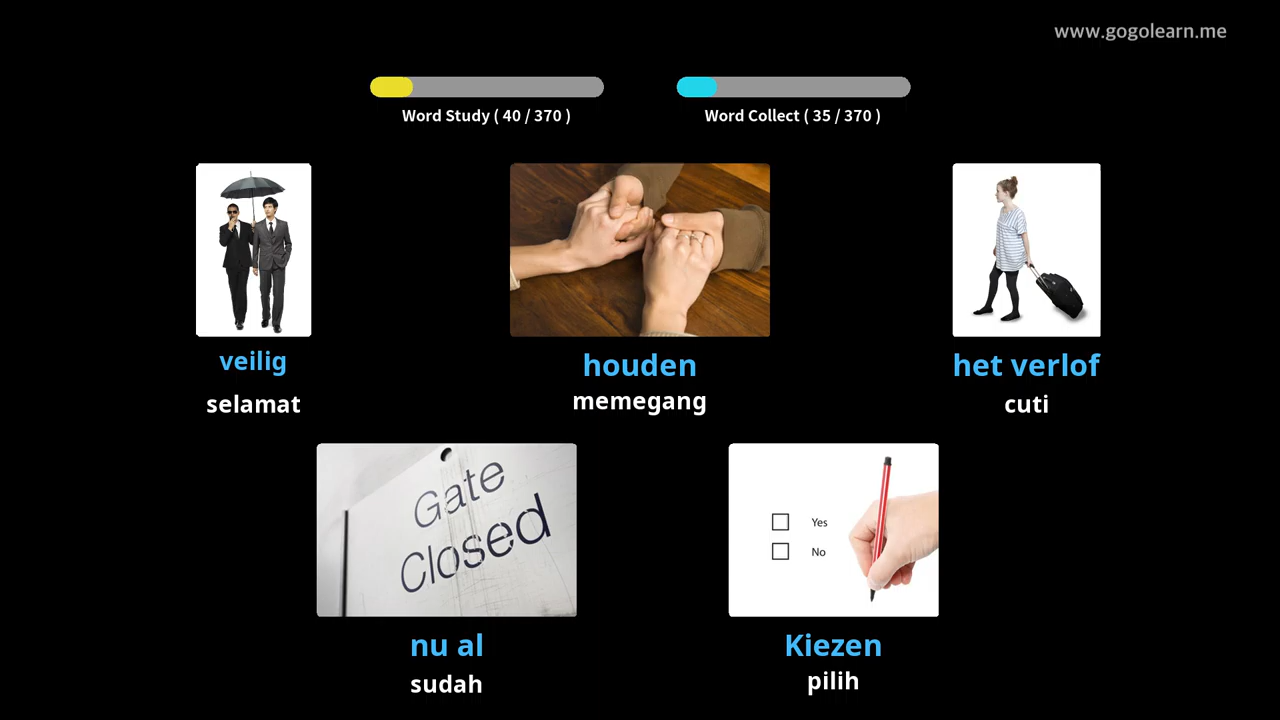 www.gogolearn.me
Word Study ( 40 / 370 )
Word Collect ( 35 / 370 )
veilig
selamat
houden
memegang
het verlof
cuti
Gate
Closed
nu al
sudah
Yes
No
Kiezen
pilih